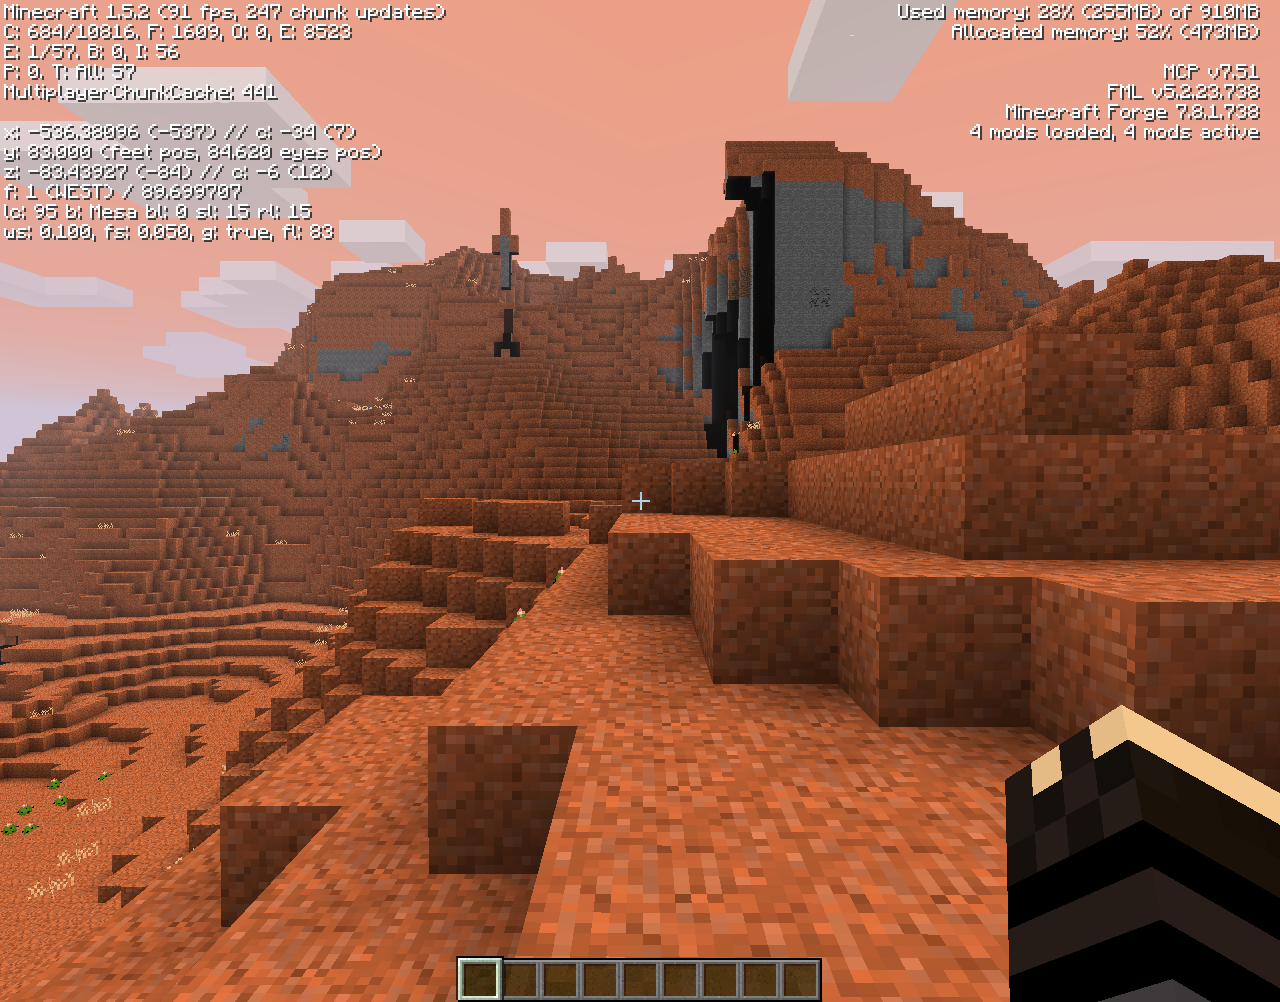 Minecraft 1.5.2 (91 fps, 247 chunk updates)
C: 684/10816. F: 1609, O: 0, E: 8523
E: 1/57. B: 0, I: 56
P: 0. T: All: 57
MultiplayerChunkCache: 441
x: -536.38096 (-537) // c: -34 (7)
y: 83.000 (feet pos, 84.620 eyes pos)
z: -83.43927 (-84) // c: -6 (12)
f: 1 (WEST) / 89.699707
lc: 95 b: Mesa bl: 0 sl: 15 rl: 15
ws: 0.100, fs: 0.050, g: true, fl: 83
Used memory: 28% (255MB) of 910MB
Allocated memory: 52% (473MB)
MCP v7.51
FML v5.2.23.738
Minecraft Forge 7.8.1.738
4 mods loaded, 4 mods active